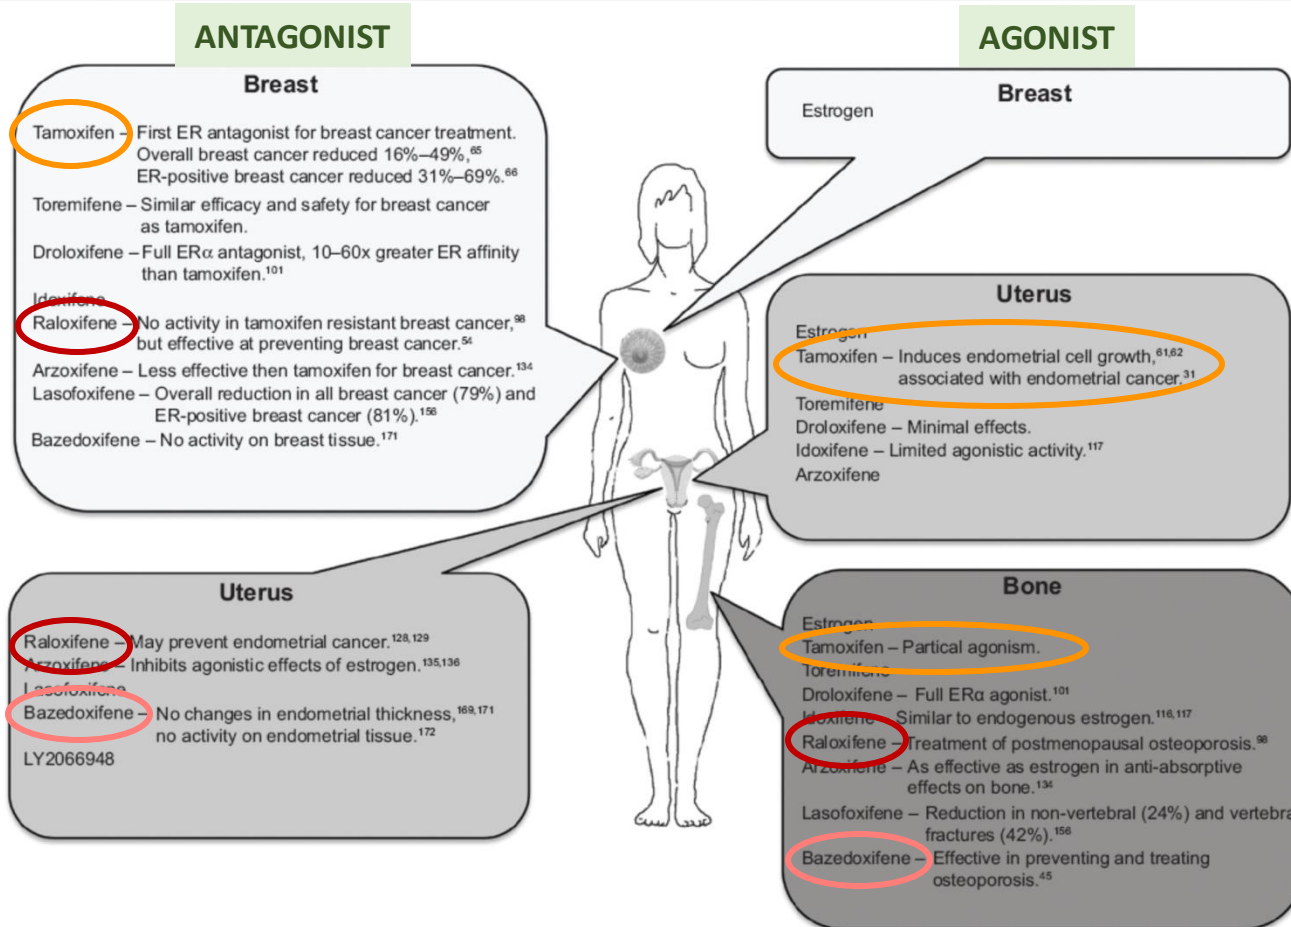 ANTAGONIST
Breast
Tamoxifen – First ER antagonist for breast cancer treatment.
Overall breast cancer reduced 16%–49%,⁶⁵
ER-positive breast cancer reduced 31%–69%.⁶⁶
Toremifene – Similar efficacy and safety for breast cancer
as tamoxifen.
Droloxifene – Full ERα antagonist, 10–60x greater ER affinity
than tamoxifen.¹⁰¹
Idoxifene
Raloxifene – No activity in tamoxifen resistant breast cancer,⁹⁸
but effective at preventing breast cancer.⁵⁴
Arzoxifene – Less effective then tamoxifen for breast cancer.¹³⁴
Lasofoxifene – Overall reduction in all breast cancer (79%) and
ER-positive breast cancer (81%).¹⁵⁶
Bazedoxifene – No activity on breast tissue.¹⁷¹
Uterus
Raloxifene – May prevent endometrial cancer.¹²⁸,¹²⁹
Arzoxifene – Inhibits agonistic effects of estrogen.¹³⁵,¹³⁶
Lasofoxifene
Bazedoxifene – No changes in endometrial thickness,¹⁶⁹,¹⁷¹
no activity on endometrial tissue.¹⁷²
LY2066948
AGONIST
Breast
Estrogen
Uterus
Estrogen
Tamoxifen – Induces endometrial cell growth,⁶¹,⁶²
associated with endometrial cancer.³¹
Toremifene
Droloxifene – Minimal effects.
Idoxifene – Limited agonistic activity.¹¹⁷
Arzoxifene
Bone
Estrogen
Tamoxifen – Partical agonism.
Toremifene
Droloxifene – Full ERα agonist.¹⁰¹
Idoxifene – Similar to endogenous estrogen.¹¹⁶,¹¹⁷
Raloxifene – Treatment of postmenopausal osteoporosis.⁹⁸
Arzoxifene – As effective as estrogen in anti-absorptive
effects on bone.¹³⁴
Lasofoxifene – Reduction in non-vertebral (24%) and vertebra
fractures (42%).¹⁵⁶
Bazedoxifene – Effective in preventing and treating
osteoporosis.⁴⁵